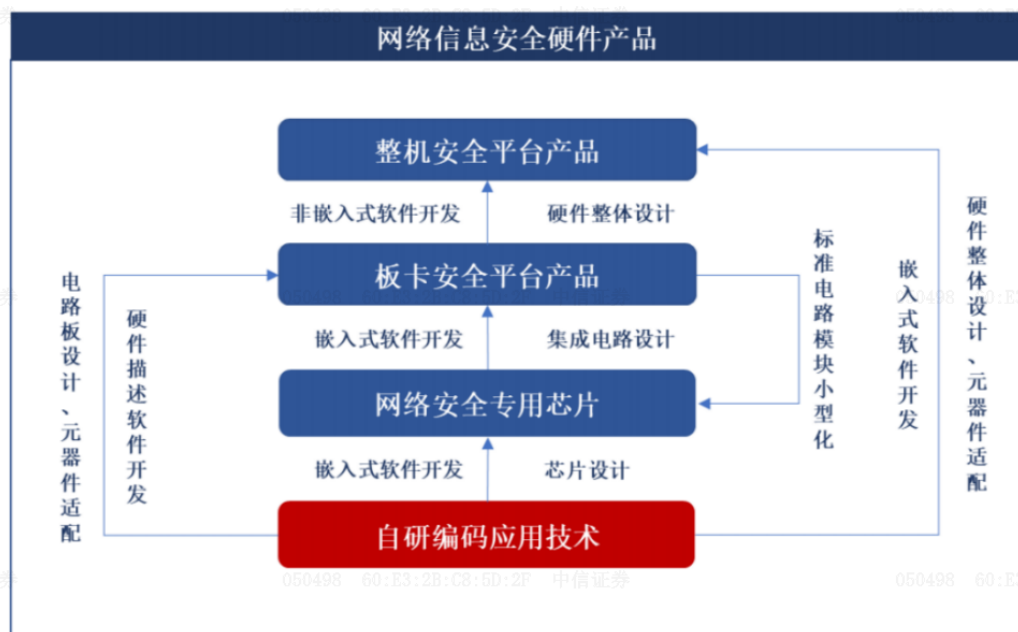 网络信息安全硬件产品
整机安全平台产品
非嵌入式软件开发
硬件整体设计
板卡安全平台产品
嵌入式软件开发
集成电路设计
网络安全专用芯片
嵌入式软件开发
芯片设计
自研编码应用技术
电路板设计、元器件适配
硬件描述软件开发
标准电路模块小型化
嵌入式软件开发
硬件整体设计、元器件适配
050498 60:E3:2B:C8:5D:2F 中信证券